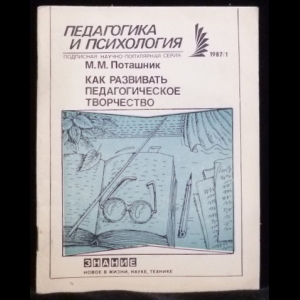 ПЕДАГОГИКА
И ПСИХОЛОГИЯ
ПОДПИСНАЯ НАУЧНО-ПОПУЛЯРНАЯ СЕРИЯ
1987/1
М.М. Поташник
КАК РАЗВИВАТЬ
ПЕДАГОГИЧЕСКОЕ
ТВОРЧЕСТВО
ЗНАНИЕ
НОВОЕ В ЖИЗНИ, НАУКЕ, ТЕХНИКЕ